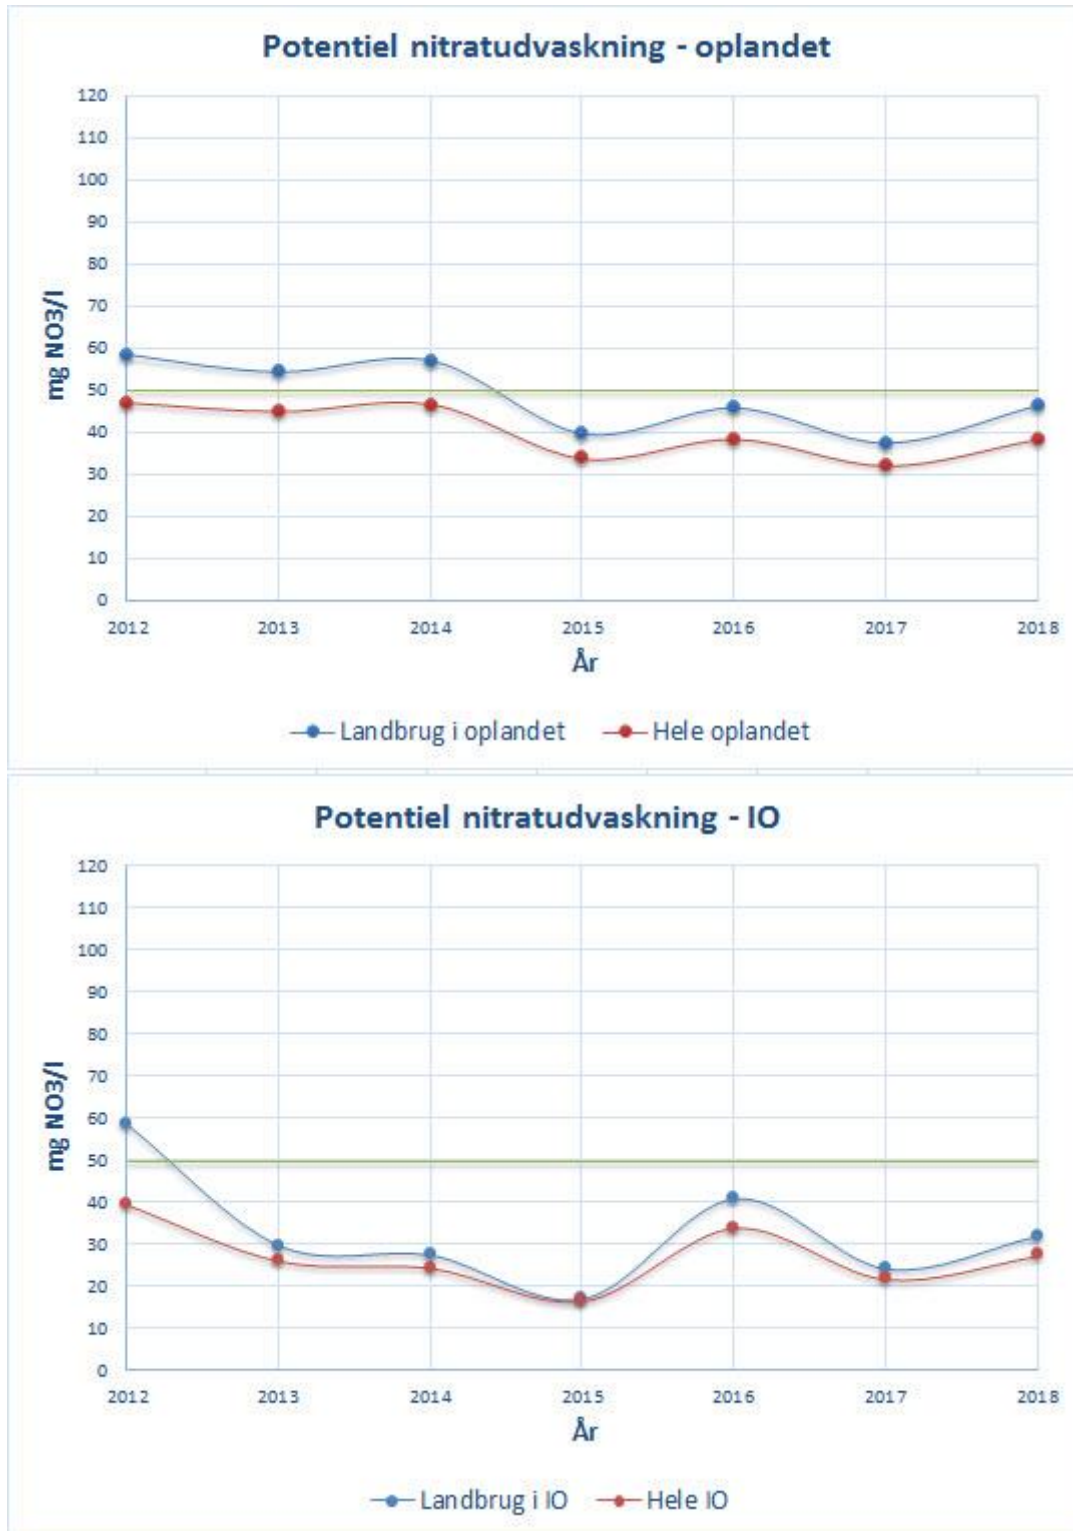 Potentiel nitratudvaskning - oplandet
120
110
100
90
80
70
60
50
40
30
20
10
0
mg NO3/l
2012 2013 2014 2015 2016 2017 2018
År
Landbrug i oplandet Hele oplandet
Potentiel nitratudvaskning - IO
120
110
100
90
80
70
60
50
40
30
20
10
0
mg NO3/l
2012 2013 2014 2015 2016 2017 2018
År
Landbrug i IO Hele IO